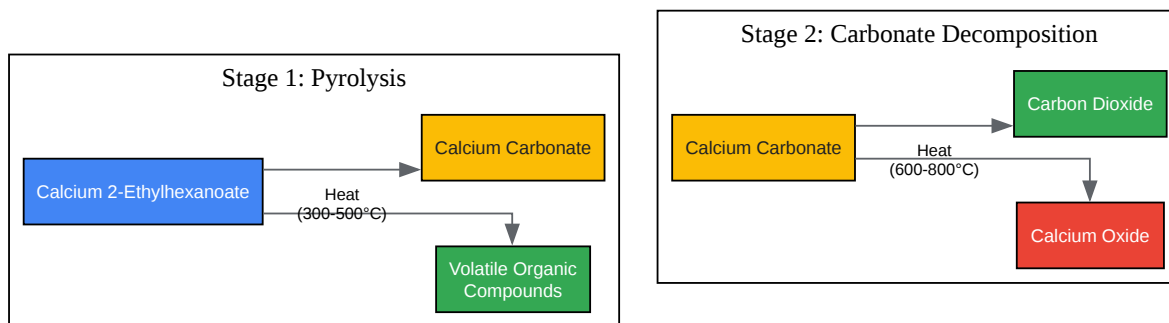 Stage 1: Pyrolysis
Calcium 2-Ethylhexanoate
Calcium Carbonate
Heat
(300-500°C)
Volatile Organic
Compounds
Stage 2: Carbonate Decomposition
Calcium Carbonate
Carbon Dioxide
Heat
(600-800°C)
Calcium Oxide